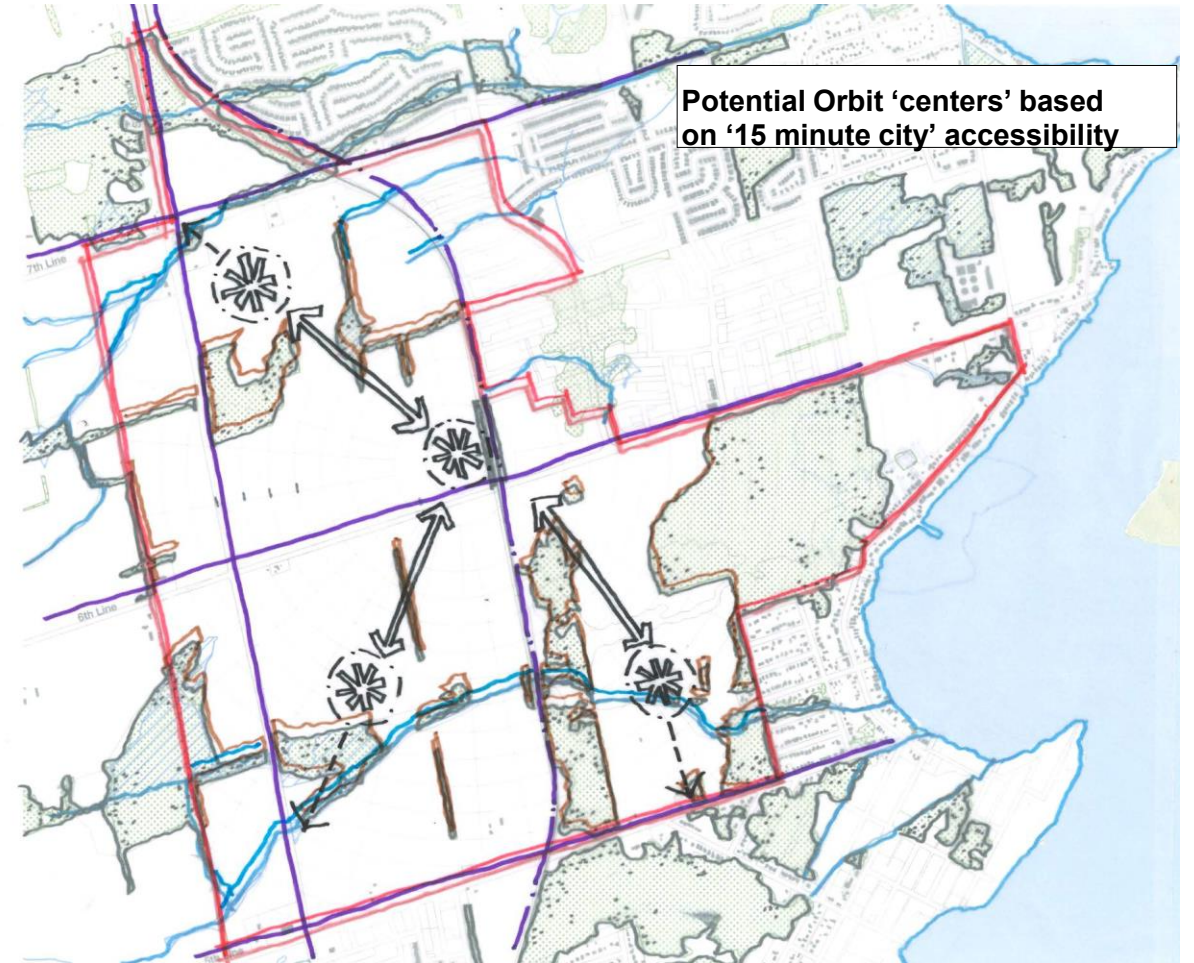 Potential Orbit ‘centers’ based
on ‘15 minute city’ accessibility
7th Line
6th Line